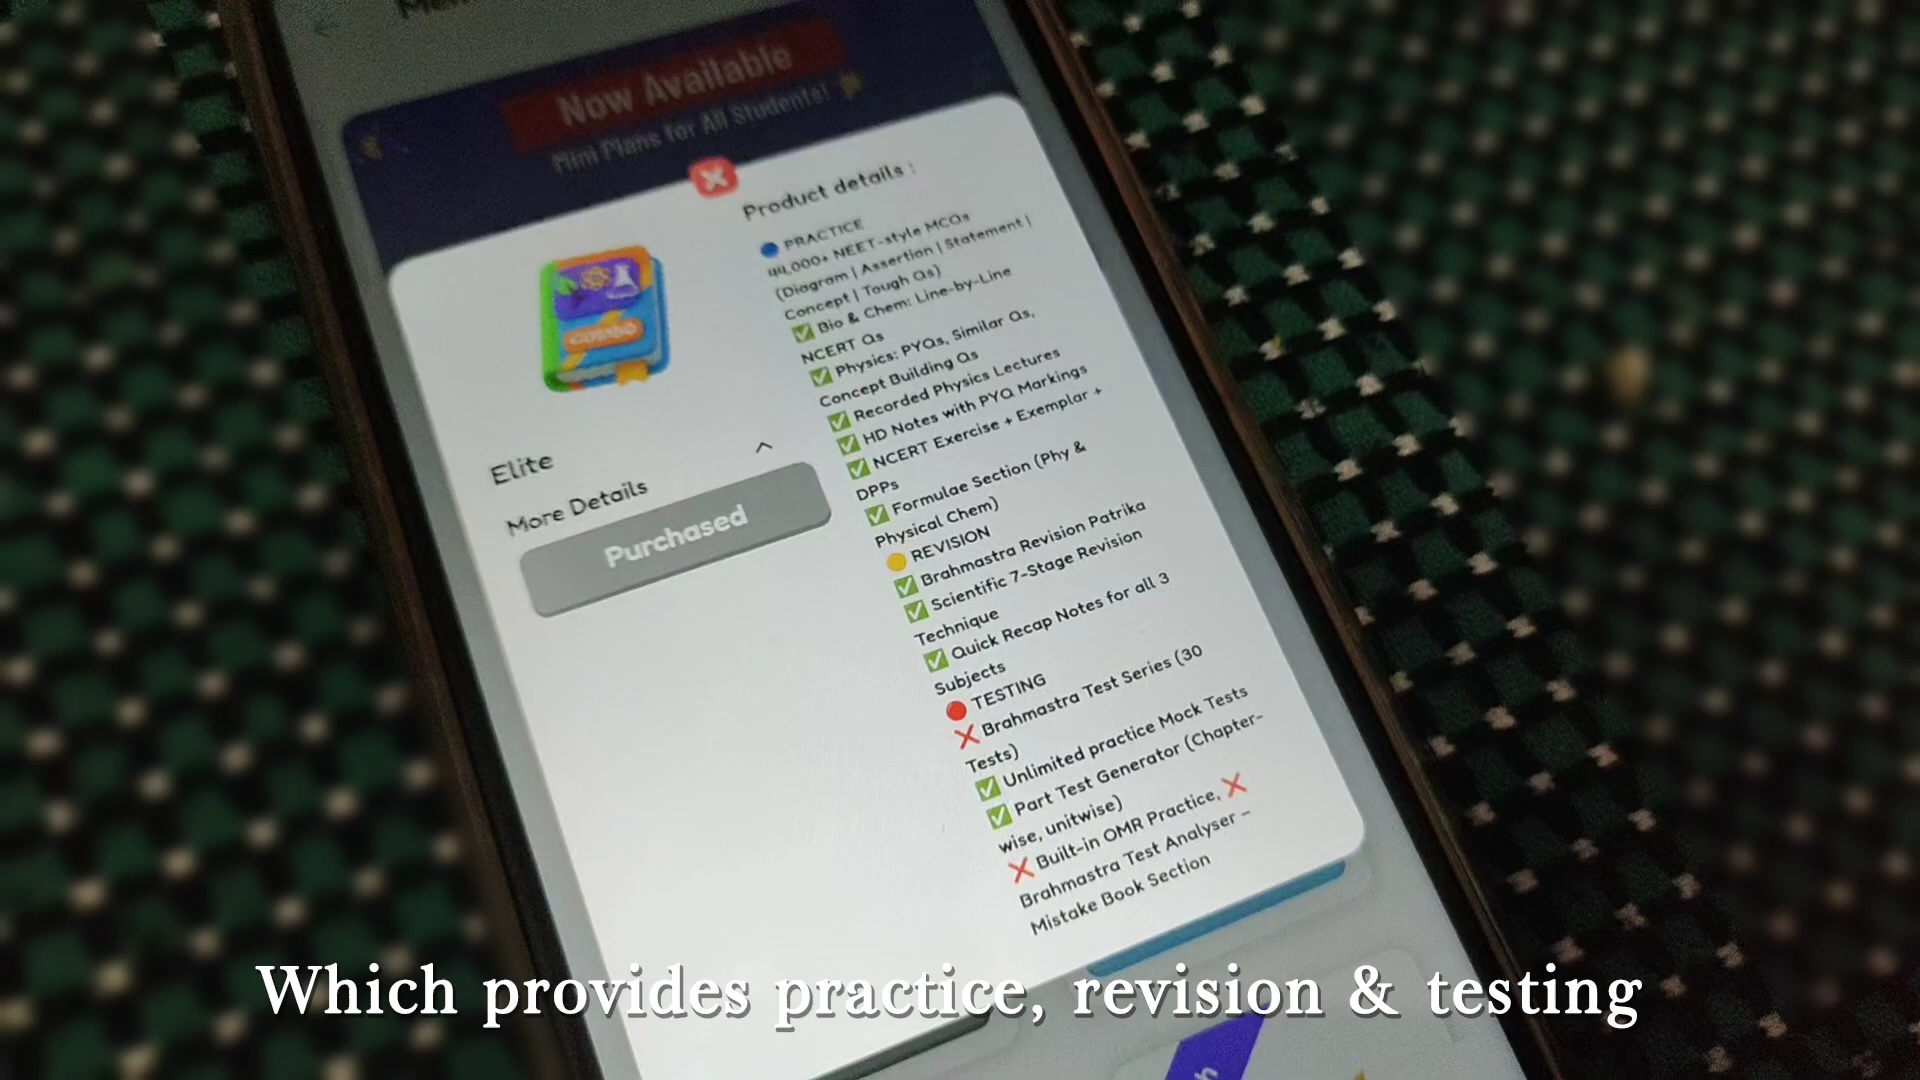 Now Available
Mini Plans for All Students!
Product details :
PRACTICE
44,000+ NEET-style MCQs
(Diagram | Assertion | Statement |
Concept | Tough Qs)
✅ Bio & Chem: Line-by-Line
NCERT Qs
✅ Physics: PYQs, Similar Qs,
Concept Building Qs
✅ Recorded Physics Lectures
✅ HD Notes with PYQ Markings
✅ NCERT Exercise + Exemplar +
DPPs
✅ Formulae Section (Phy &
Physical Chem)
REVISION
✅ Brahmastra Revision Patrika
✅ Scientific 7-Stage Revision
Technique
✅ Quick Recap Notes for all 3
Subjects
TESTING
❌ Brahmastra Test Series (30
Tests)
✅ Unlimited practice Mock Tests
✅ Part Test Generator (Chapter-
wise, unitwise)
❌ Built-in OMR Practice, ❌
Brahmastra Test Analyser –
Mistake Book Section
COMBO
Elite
More Details
Purchased
Which provides practice, revision & testing